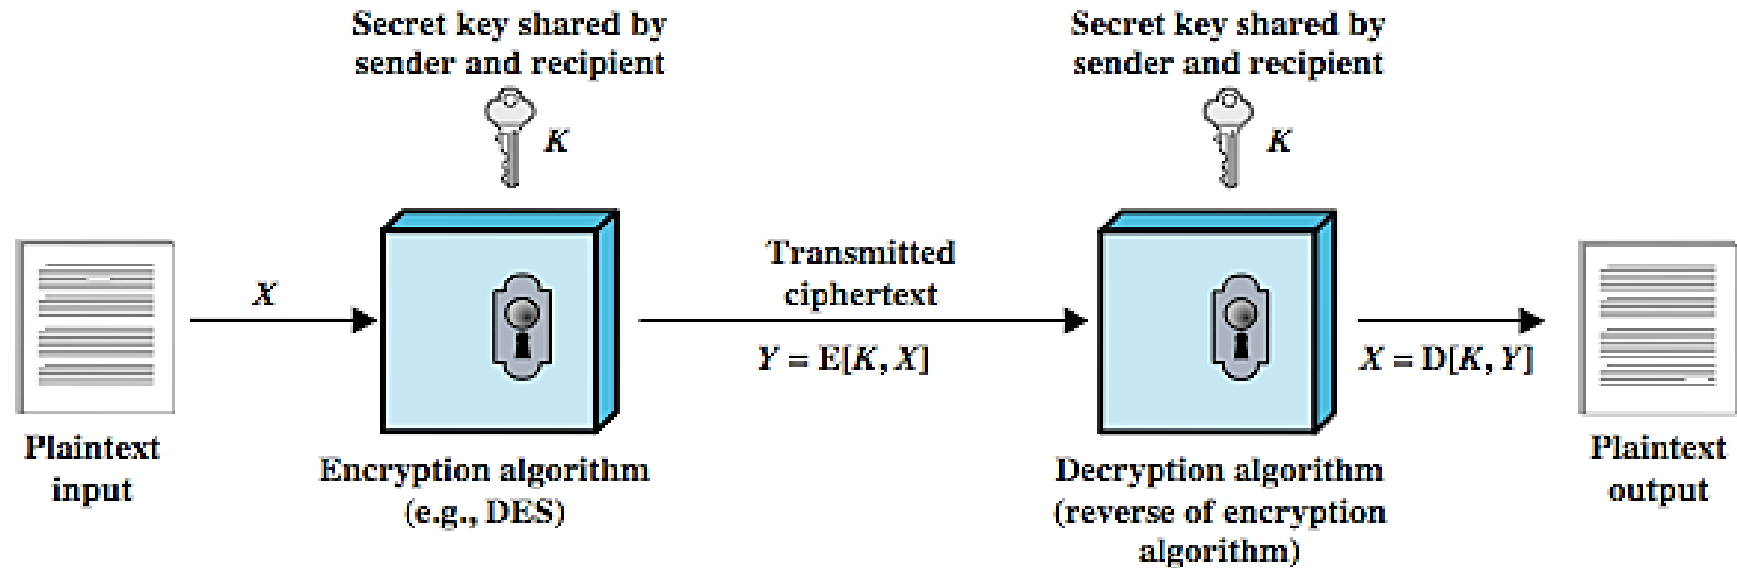 Secret key shared by
sender and recipient
K
Secret key shared by
sender and recipient
K
X
Transmitted
ciphertext
Y = E[K, X]
X = D[K, Y]
Plaintext
input
Encryption algorithm
(e.g., DES)
Decryption algorithm
(reverse of encryption
algorithm)
Plaintext
output